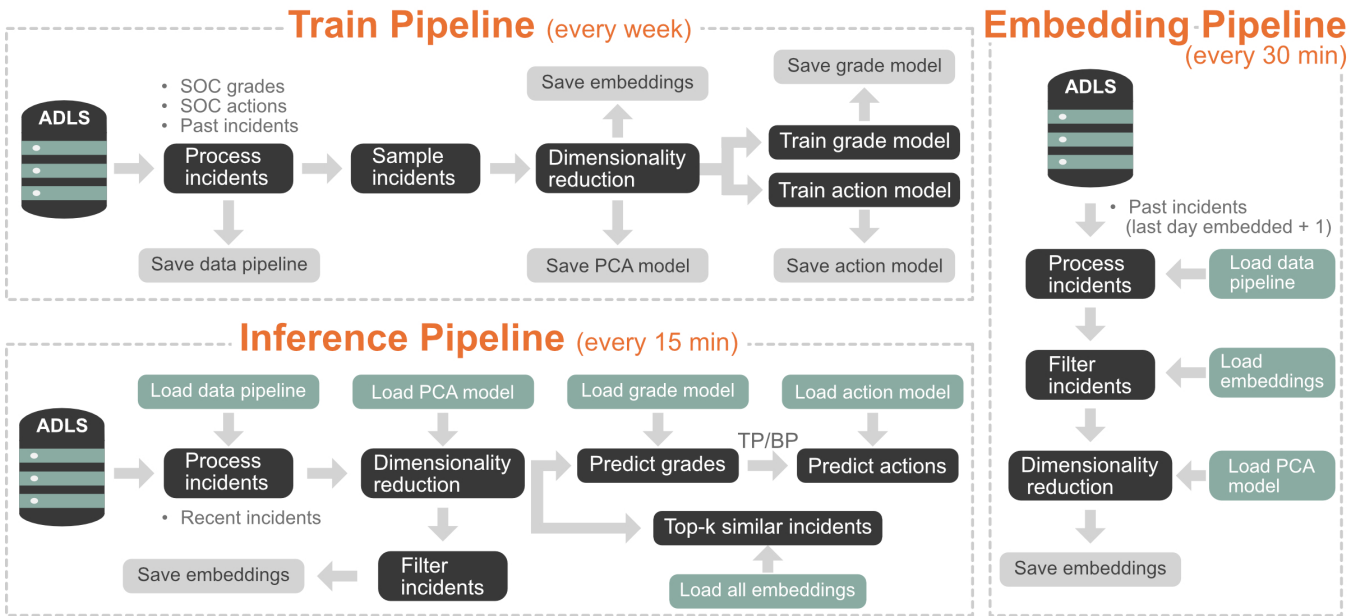 Train Pipeline (every week)
ADLS
• SOC grades
• SOC actions
• Past incidents
Process
incidents
Save data pipeline
Sample
incidents
Save embeddings
Dimensionality
reduction
Save PCA model
Save grade model
Train grade model
Train action model
Save action model
Inference Pipeline (every 15 min)
ADLS
Load data pipeline
Process
incidents
• Recent incidents
Load PCA model
Dimensionality
reduction
Filter
incidents
Save embeddings
Load grade model
Predict grades
TP/BP
Load action model
Predict actions
Top-k similar incidents
Load all embeddings
Embedding Pipeline
(every 30 min)
ADLS
• Past incidents
(last day embedded + 1)
Process
incidents
Load data
pipeline
Filter
incidents
Load
embeddings
Dimensionality
reduction
Load PCA
model
Save embeddings